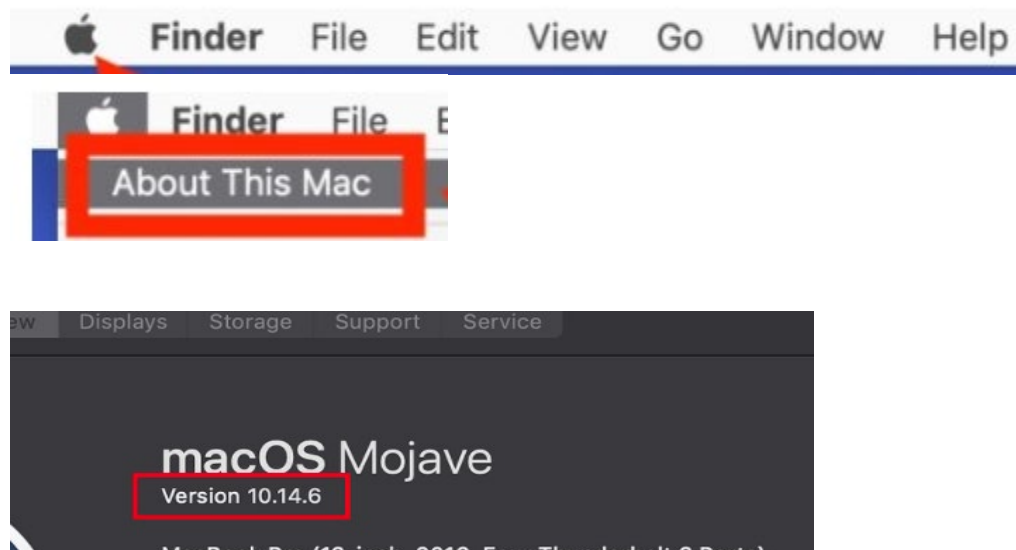 Finder File Edit View Go Window Help
Finder File
About This Mac
Displays Storage Support Service
macOS Mojave
Version 10.14.6